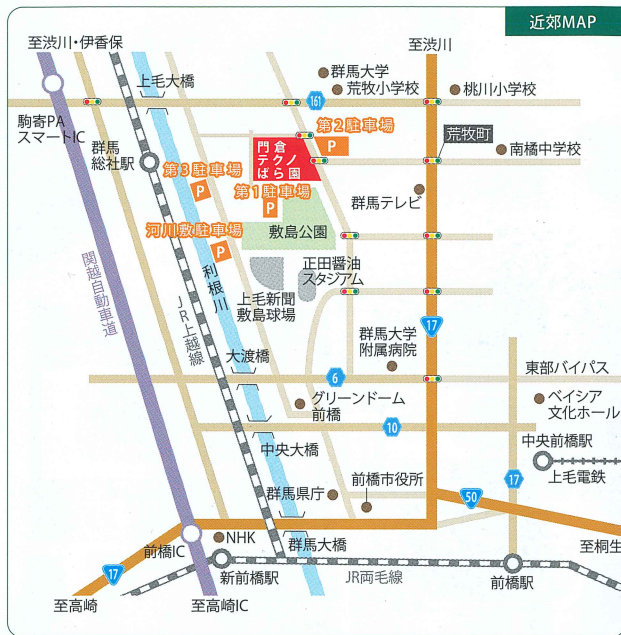 近郊MAP
至渋川・伊香保
至渋川
上毛大橋
群馬大学
荒牧小学校
桃川小学校
161
駒寄PA
スマートIC
第2駐車場
P
荒牧町
群馬
総社駅
門倉
テクノ
ばら園
南橘中学校
第3駐車場
P
第1駐車場
P
群馬テレビ
河川敷駐車場
P
敷島公園
関越自動車道
JR上越線
利根川
正田醤油
スタジアム
上毛新聞
敷島球場
17
群馬大学
附属病院
大渡橋
6
東部バイパス
グリーンドーム
前橋
ベイシア
文化ホール
10
中央大橋
中央前橋駅
上毛電鉄
17
群馬県庁
前橋市役所
50
NHK
前橋IC
群馬大橋
至桐生
17
新前橋駅
JR両毛線
前橋駅
至高崎
至高崎IC